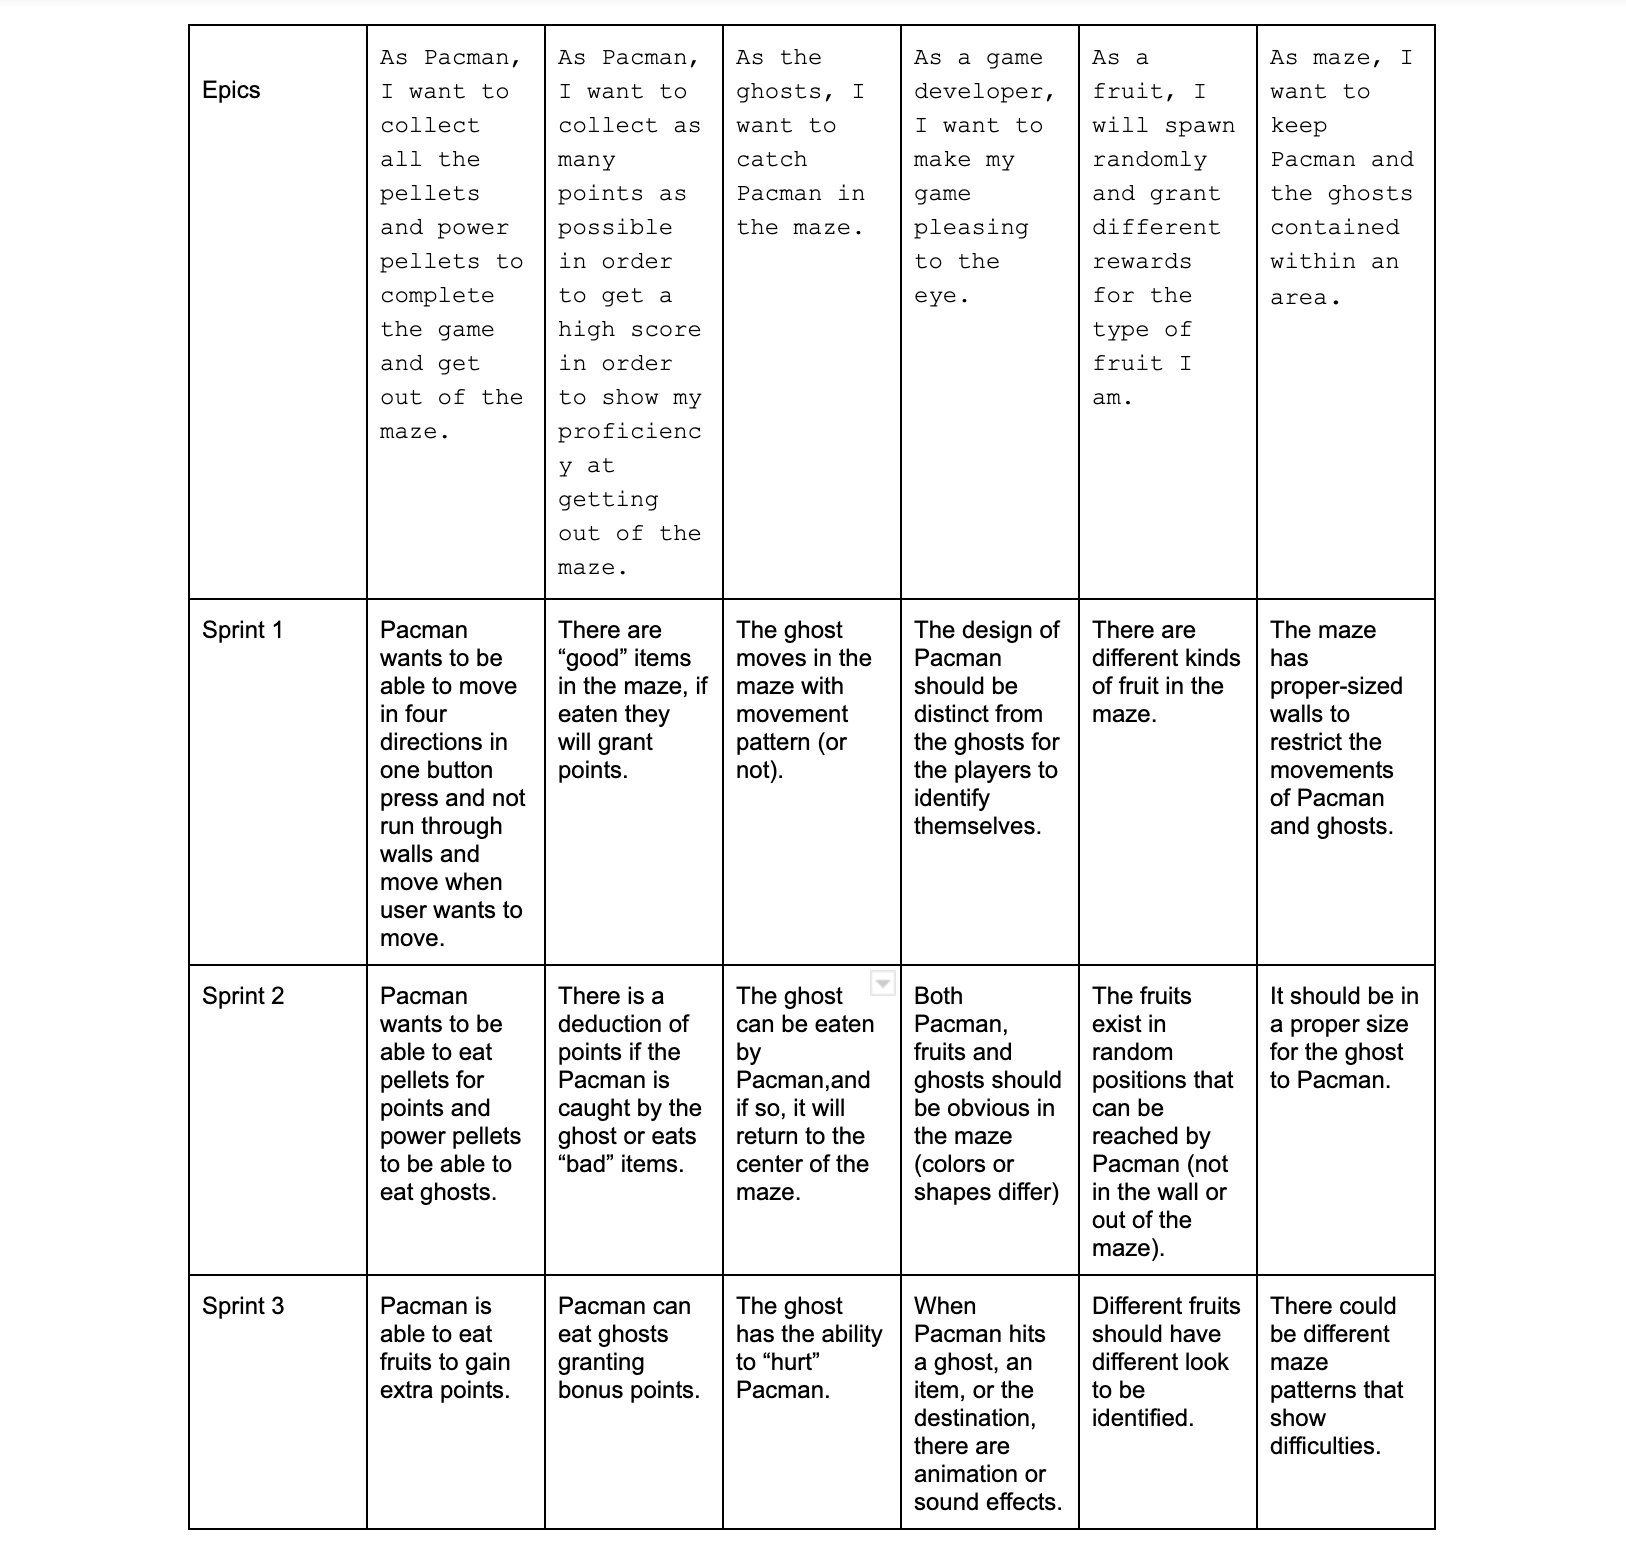 Epics
As Pacman,
I want to
collect
all the
pellets
and power
pellets to
complete
the game
and get
out of the
maze.
As Pacman,
I want to
collect as
many
points as
possible
in order
to get a
high score
in order
to show my
proficienc
y at
getting
out of the
maze.
As the
ghosts, I
want to
catch
Pacman in
the maze.
As a game
developer,
I want to
make my
game
pleasing
to the
eye.
As a
fruit, I
will spawn
randomly
and grant
different
rewards
for the
type of
fruit I
am.
As maze, I
want to
keep
Pacman and
the ghosts
contained
within an
area.
Sprint 1
Pacman
wants to be
able to move
in four
directions in
one button
press and not
run through
walls and
move when
user wants to
move.
There are
“good” items
in the maze, if
eaten they
will grant
points.
The ghost
moves in the
maze with
movement
pattern (or
not).
The design of
Pacman
should be
distinct from
the ghosts for
the players to
identify
themselves.
There are
different kinds
of fruit in the
maze.
The maze
has
proper-sized
walls to
restrict the
movements
of Pacman
and ghosts.
Sprint 2
Pacman
wants to be
able to eat
pellets for
points and
power pellets
to be able to
eat ghosts.
There is a
deduction of
points if the
Pacman is
caught by the
ghost or eats
“bad” items.
The ghost
can be eaten
by
Pacman,and
if so, it will
return to the
center of the
maze.
Both
Pacman,
fruits and
ghosts should
be obvious in
the maze
(colors or
shapes differ)
The fruits
exist in
random
positions that
can be
reached by
Pacman (not
in the wall or
out of the
maze).
It should be in
a proper size
for the ghost
to Pacman.
Sprint 3
Pacman is
able to eat
fruits to gain
extra points.
Pacman can
eat ghosts
granting
bonus points.
The ghost
has the ability
to “hurt”
Pacman.
When
Pacman hits
a ghost, an
item, or the
destination,
there are
animation or
sound effects.
Different fruits
should have
different look
to be
identified.
There could
be different
maze
patterns that
show
difficulties.